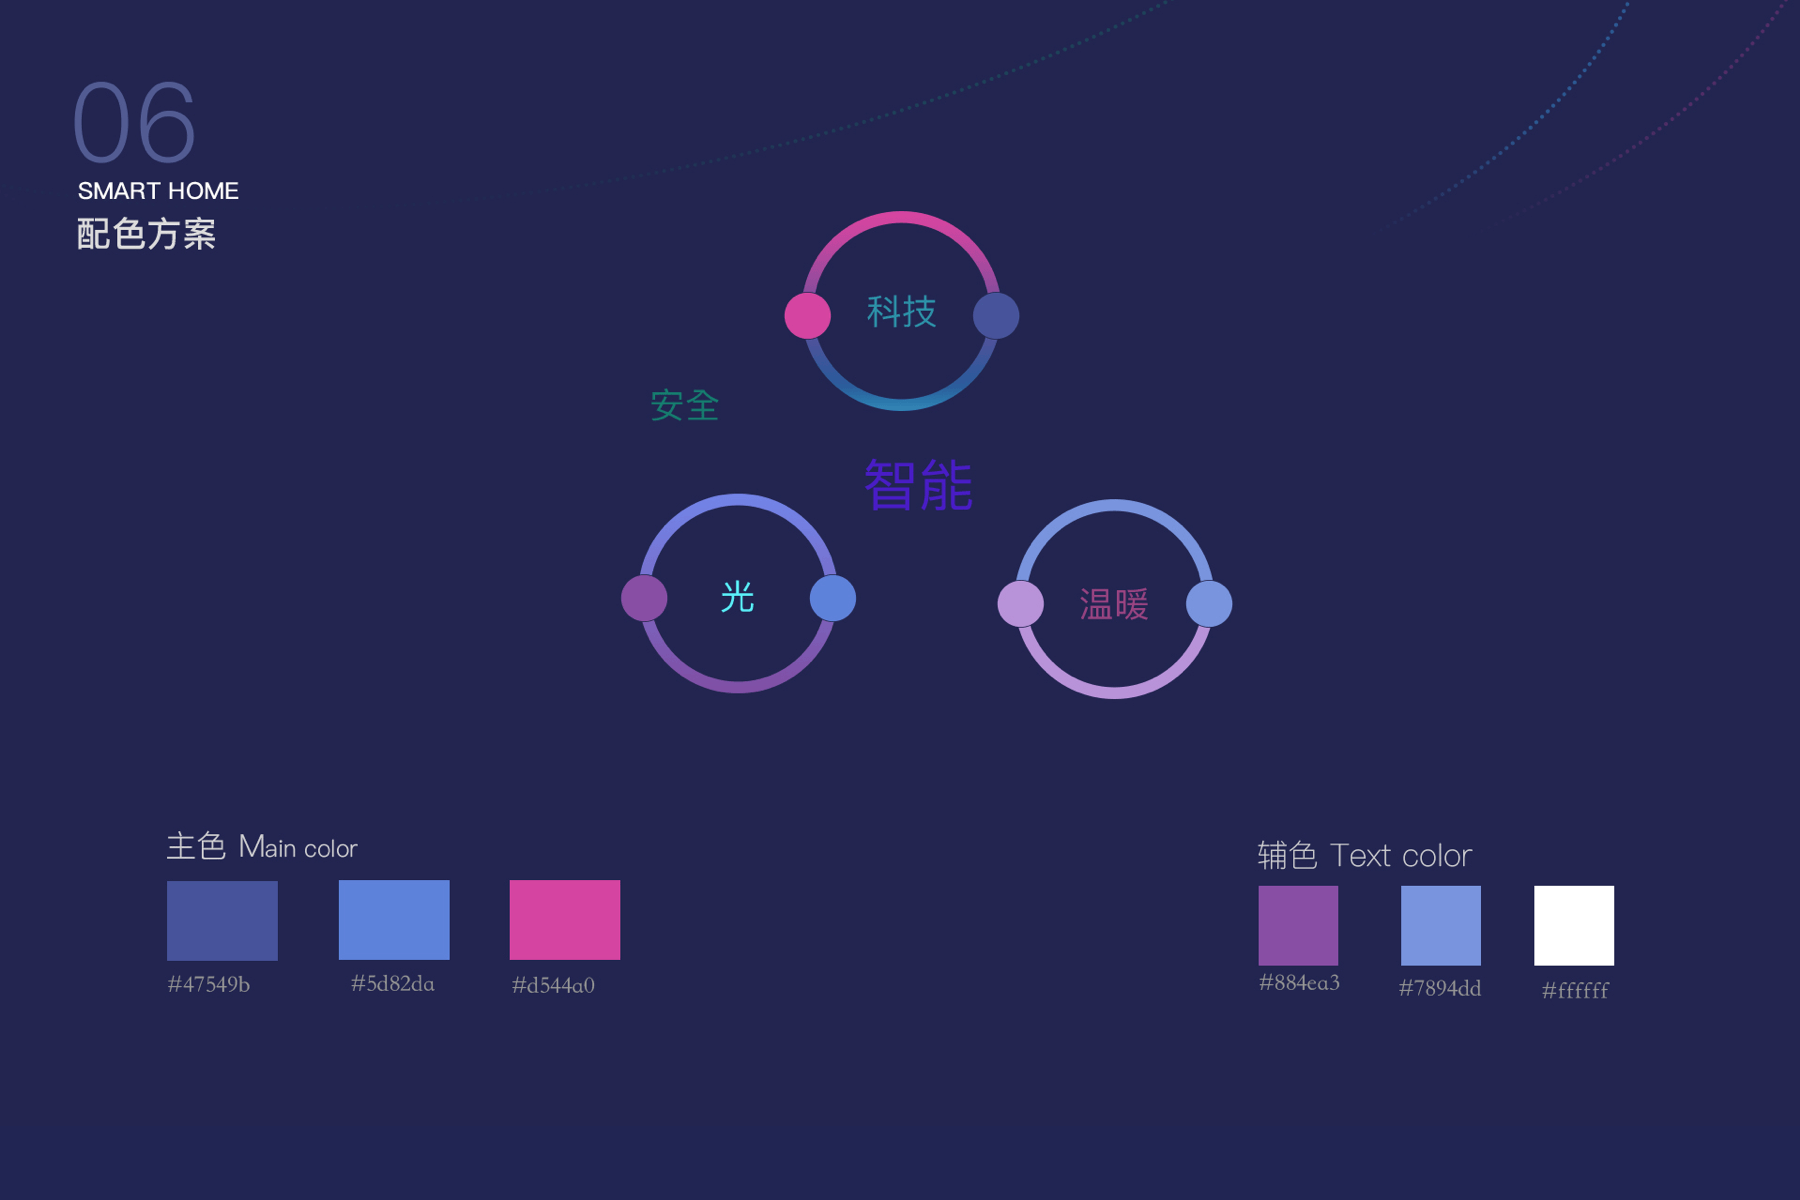 06
SMART HOME
配色方案
科技
安全
智能
光
温暖
主色 Main color
#47549b
#5d82da
#d544a0
辅色 Text color
#884ea3
#7894dd
#ffffff